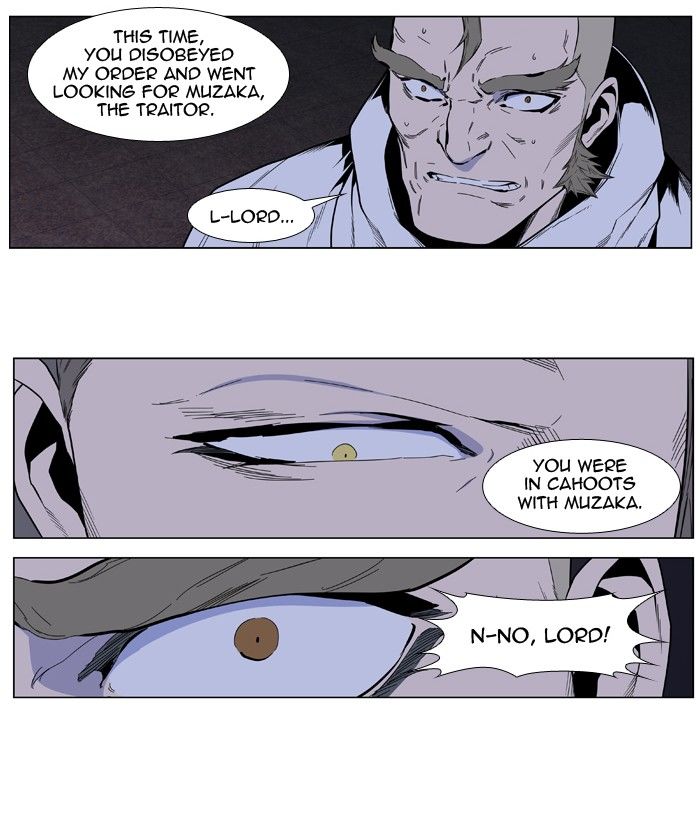 THIS TIME,
YOU DISOBEYED
MY ORDER AND WENT
LOOKING FOR MUZAKA,
THE TRAITOR.
L-LORD...
YOU WERE
IN CAHOOTS
WITH MUZAKA.
N-NO, LORD!